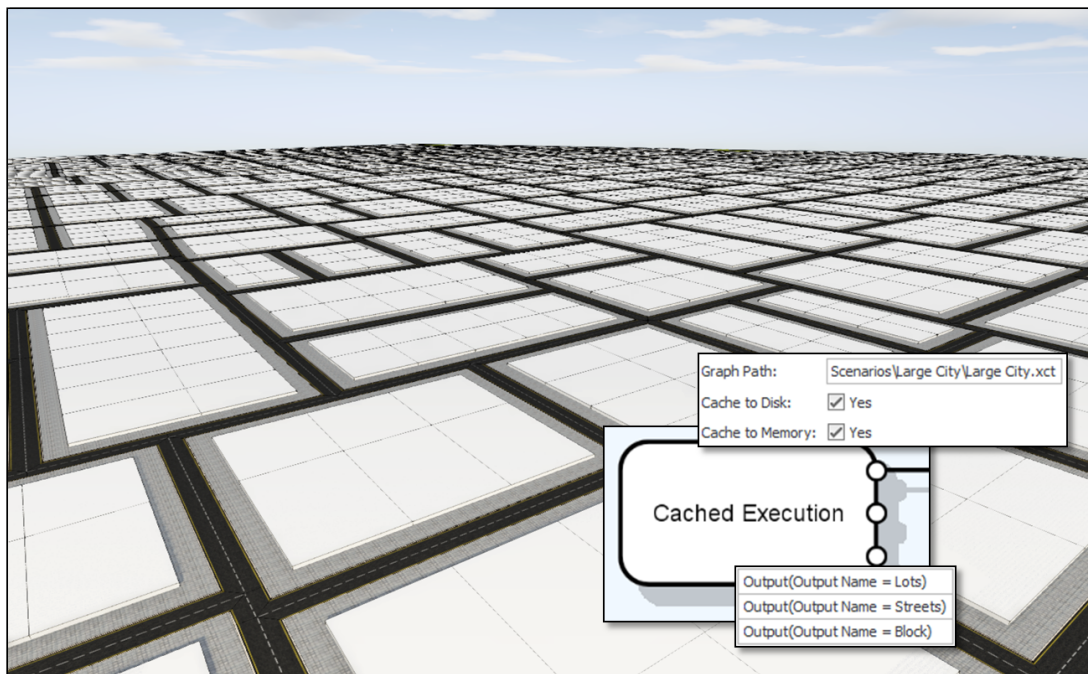 Graph Path: Scenarios\Large City\Large City.xct
Cache to Disk: Yes
Cache to Memory: Yes
Cached Execution
Output(Output Name = Lots)
Output(Output Name = Streets)
Output(Output Name = Block)